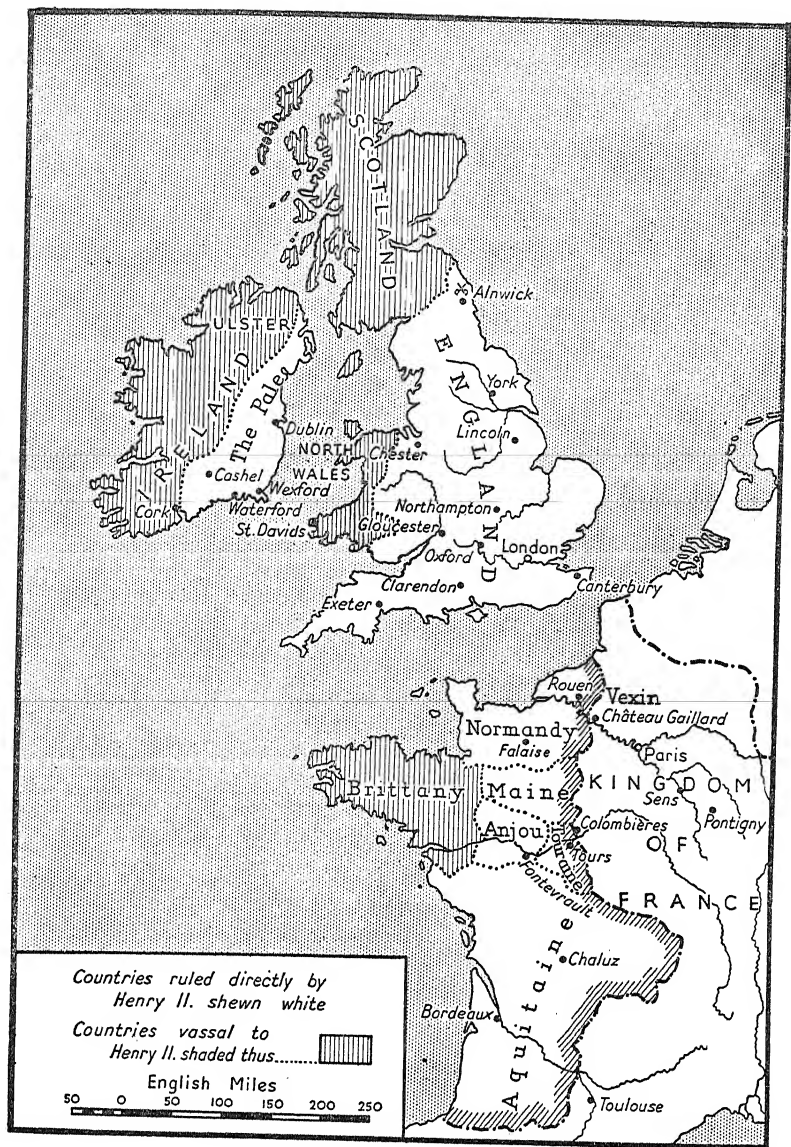 SCOTLAND
Alnwick
ULSTER
IRELAND
The Pale
ENGLAND
York
Dublin
NORTH
WALES
Chester
Lincoln
Cashel
Wexford
Cork
Waterford
St. Davids
Northampton
Gloucester
Oxford
London
Clarendon
Canterbury
Exeter
Rouen
Vexin
Château Gaillard
Normandy
Falaise
Paris
Brittany
Maine
KINGDOM
Sens
Pontigny
Anjou
Colombières
OF
Touraine
Tours
Fontevrault
FRANCE
Aquitaine
Chaluz
Bordeaux
Toulouse
Countries ruled directly by
Henry II. shewn white
Countries vassal to
Henry II. shaded thus.......
English Miles
50 0 50 100 150 200 250